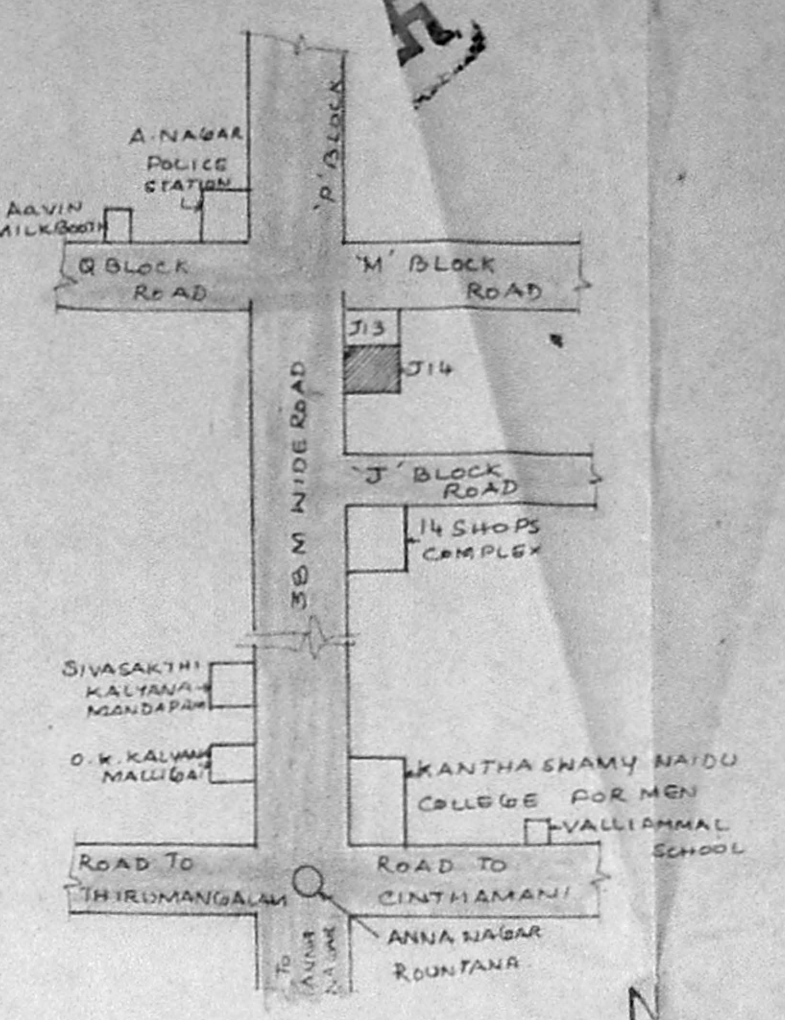 'P' BLOCK
A. NAGAR
POLICE
STATION
AAVIN
MILKBOOTH
Q BLOCK
ROAD
'M' BLOCK
ROAD
J13
J14
38 M WIDE ROAD
'J' BLOCK
ROAD
14 SHOPS
COMPLEX
SIVASAKTHI
KALYANA
MANDAPAM
O.K. KALYANA
MALLIGAI
KANTHA SWAMY NAIDU
COLLEGE FOR MEN
VALLIAMMAL
SCHOOL
ROAD TO
THIRUMANGALAM
ROAD TO
CINTHAMANI
ANNA NAGAR
ROUNTANA
TO
ANNA
NAGAR
N